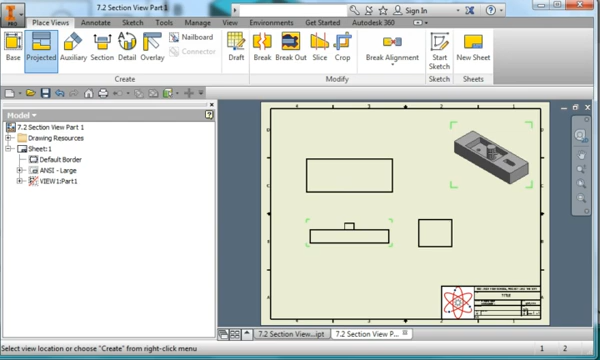 7.2 Section View Part 1
Sign In
PRO
Place Views
Annotate
Sketch
Tools
Manage
View
Environments
Get Started
Autodesk 360
Base
Projected
Auxiliary
Section
Detail
Overlay
Nailboard
Connector
Draft
Break
Break Out
Slice
Crop
Break Alignment
Start
Sketch
New Sheet
Create
Modify
Sketch
Sheets
Model
7.2 Section View Part 1
Drawing Resources
Sheet:1
Default Border
ANSI - Large
VIEW1:Part1
TITLE
7.2 Section View...ipt
7.2 Section View P...
Select view location or choose "Create" from right-click menu
1
2